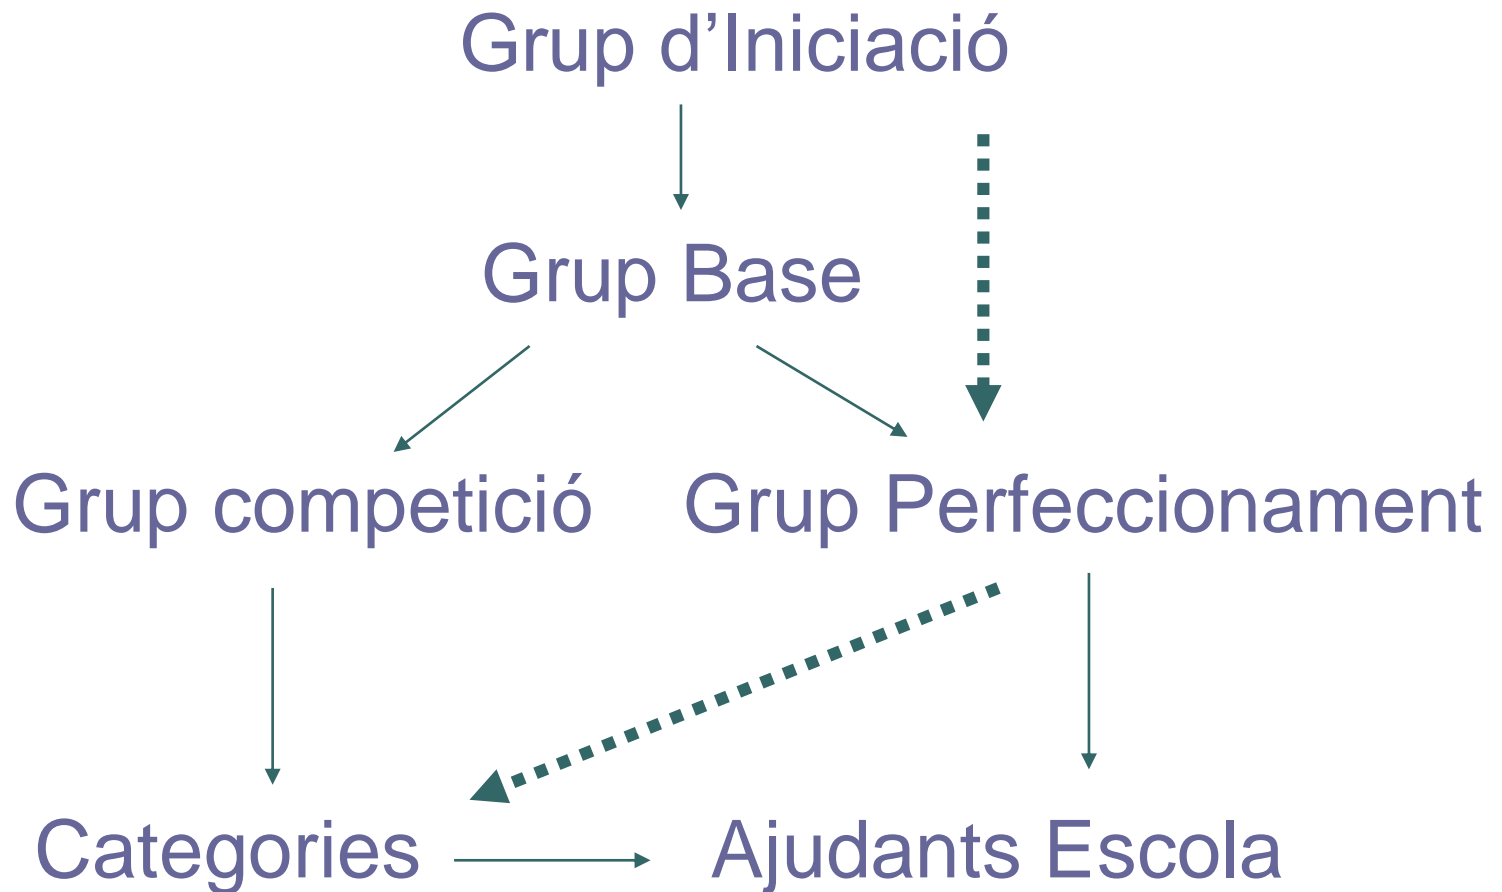 Grup d’Iniciació
Grup Base
Grup competició
Grup Perfeccionament
Categories
Ajudants Escola